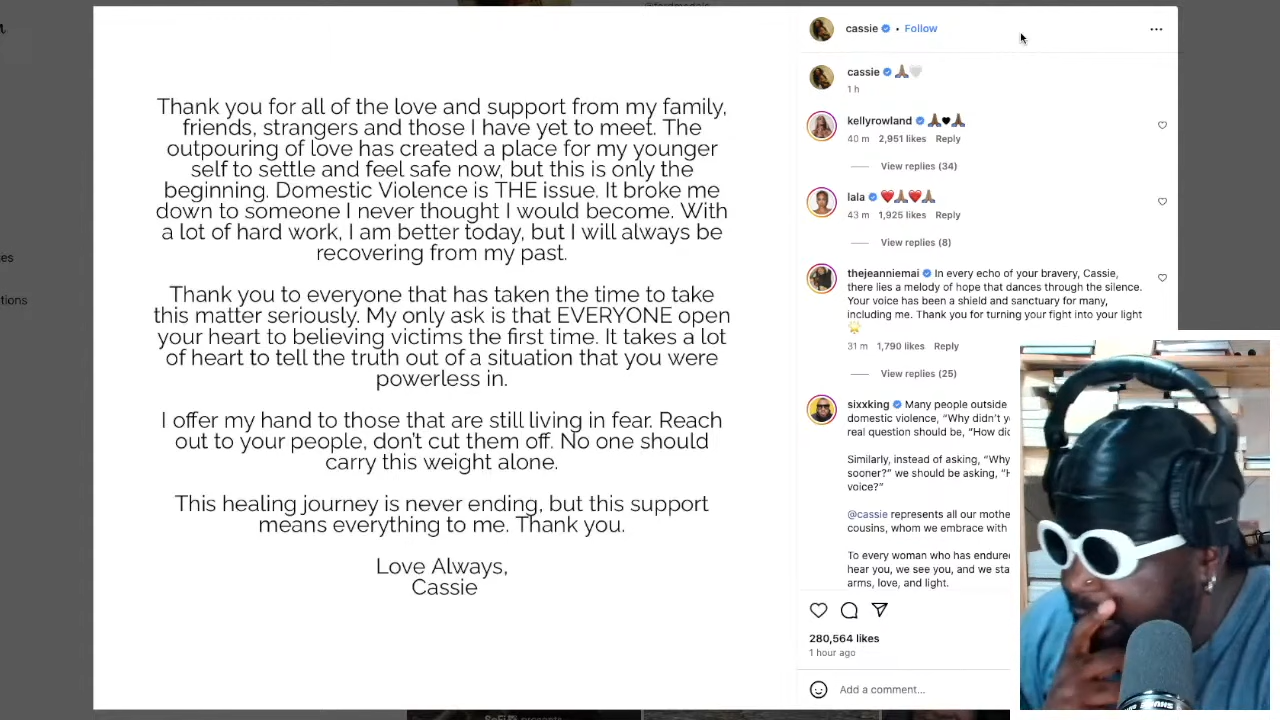 Thank you for all of the love and support from my family,
friends, strangers and those I have yet to meet. The
outpouring of love has created a place for my younger
self to settle and feel safe now, but this is only the
beginning. Domestic Violence is THE issue. It broke me
down to someone I never thought I would become. With
a lot of hard work, I am better today, but I will always be
recovering from my past.
Thank you to everyone that has taken the time to take
this matter seriously. My only ask is that EVERYONE open
your heart to believing victims the first time. It takes a lot
of heart to tell the truth out of a situation that you were
powerless in.
I offer my hand to those that are still living in fear. Reach
out to your people, don't cut them off. No one should
carry this weight alone.
This healing journey is never ending, but this support
means everything to me. Thank you.
Love Always,
Cassie
cassie • Follow
cassie 🙏🏽🤍
1 h
kellyrowland 🙏🏾🖤🙏🏾
40 m 2,951 likes Reply
View replies (34)
lala ❤️🙏🏽❤️🙏🏽
43 m 1,925 likes Reply
View replies (8)
thejeanniemai In every echo of your bravery, Cassie,
there lies a melody of hope that dances through the silence.
Your voice has been a shield and sanctuary for many,
including me. Thank you for turning your fight into your light
🌟
31 m 1,790 likes Reply
View replies (25)
sixxking Many people outside
domestic violence, "Why didn't y
real question should be, "How did
Similarly, instead of asking, "Why
sooner?" we should be asking, "H
voice?"
@cassie represents all our mothe
cousins, whom we embrace with
To every woman who has endured
hear you, we see you, and we sta
arms, love, and light.
280,564 likes
1 hour ago
Add a comment...
es
tions
SHURE